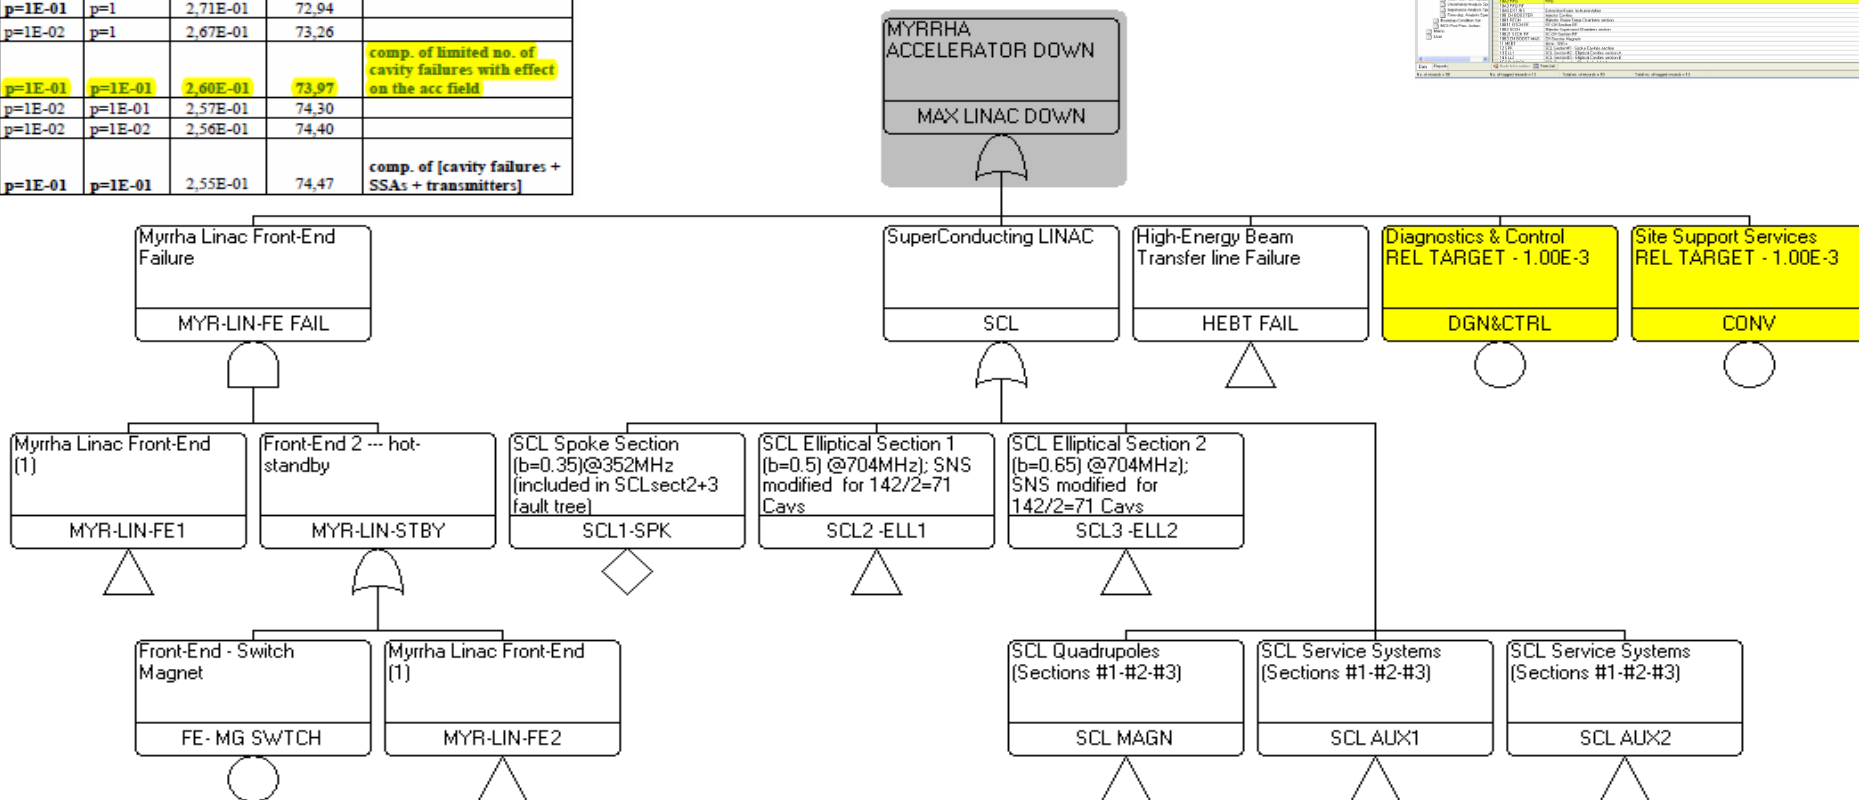 p=1E-01 p=1 2,71E-01 72,94
p=1E-02 p=1 2,67E-01 73,26
comp. of limited no. of
cavity failures with effect
p=1E-01 p=1E-01 2,60E-01 73,97 on the acc field
p=1E-02 p=1E-01 2,57E-01 74,30
p=1E-02 p=1E-02 2,56E-01 74,40
comp. of [cavity failures +
p=1E-01 p=1E-01 2,55E-01 74,47 SSAs + transmitters]
MYRRHA
ACCELERATOR DOWN
MAX LINAC DOWN
Myrrha Linac Front-End
Failure
MYR-LIN-FE FAIL
SuperConducting LINAC
SCL
High-Energy Beam
Transfer line Failure
HEBT FAIL
Diagnostics & Control
REL TARGET - 1.00E-3
DGN&CTRL
Site Support Services
REL TARGET - 1.00E-3
CONV
Myrrha Linac Front-End
(1)
MYR-LIN-FE1
Front-End 2 --- hot-
standby
MYR-LIN-STBY
SCL Spoke Section
(b=0.35)@352MHz
(included in SCLsect2+3
fault tree)
SCL1-SPK
SCL Elliptical Section 1
(b=0.5) @704MHz); SNS
modified for 142/2=71
Cavs
SCL2 -ELL1
SCL Elliptical Section 2
(b=0.65) @704MHz);
SNS modified for
142/2=71 Cavs
SCL3 -ELL2
Front-End - Switch
Magnet
FE- MG SWTCH
Myrrha Linac Front-End
(1)
MYR-LIN-FE2
SCL Quadrupoles
(Sections #1-#2-#3)
SCL MAGN
SCL Service Systems
(Sections #1-#2-#3)
SCL AUX1
SCL Service Systems
(Sections #1-#2-#3)
SCL AUX2